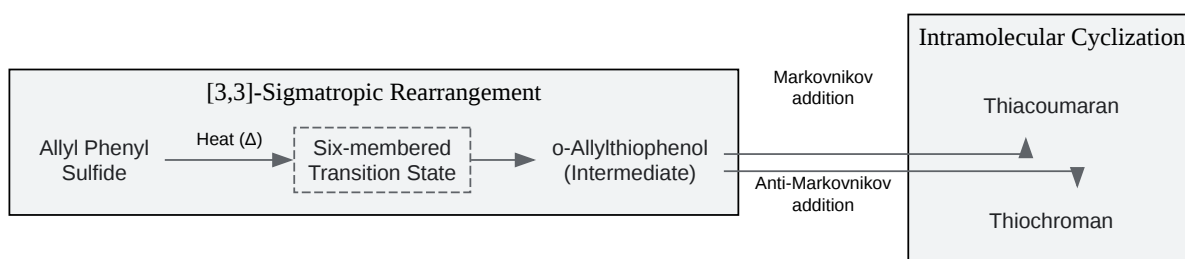 Intramolecular Cyclization
[3,3]-Sigmatropic Rearrangement
Markovnikov
addition
Thiacoumaran
Allyl Phenyl
Sulfide
Heat (Δ)
Six-membered
Transition State
o-Allylthiophenol
(Intermediate)
Anti-Markovnikov
addition
Thiochroman